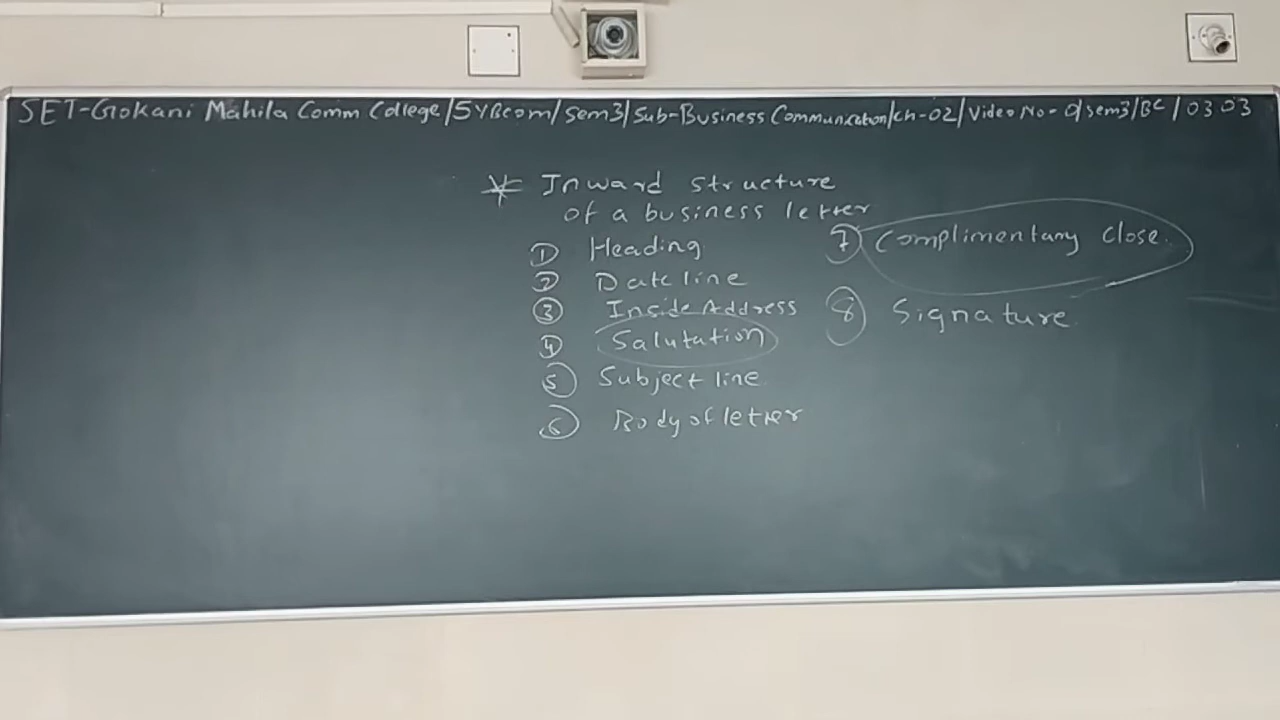 SET-Gokani Mahila Comm College/SYBcom/Sem3/Sub-Business Communication/ch-02/Video No-0/sem3/BC/0303
* Inward structure
of a business letter
① Heading
② Date line
③ Inside Address
④ Salutation
⑤ Subject line
⑥ Body of letter
⑦ Complimentary close.
⑧ Signature